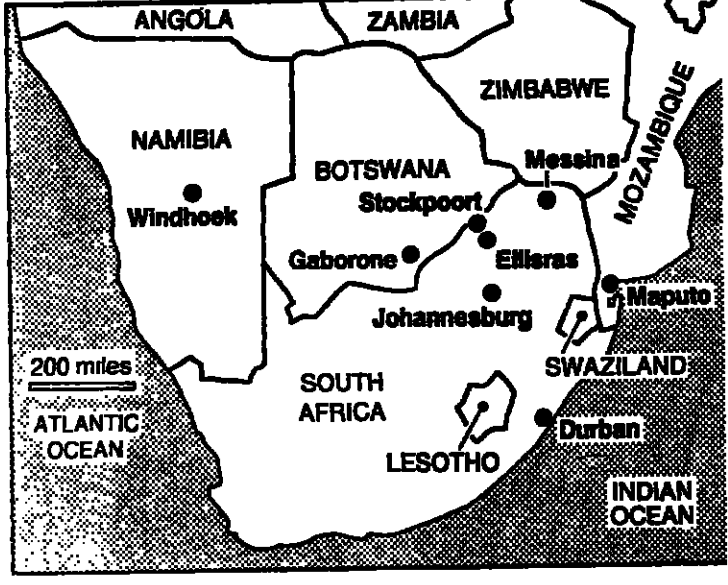 ANGOLA
ZAMBIA
ZIMBABWE
MOZAMBIQUE
NAMIBIA
BOTSWANA
Messina
Windhoek
Stockpoort
Gaborone
Ellisras
Johannesburg
Maputo
200 miles
SWAZILAND
SOUTH
AFRICA
ATLANTIC
OCEAN
LESOTHO
Durban
INDIAN
OCEAN